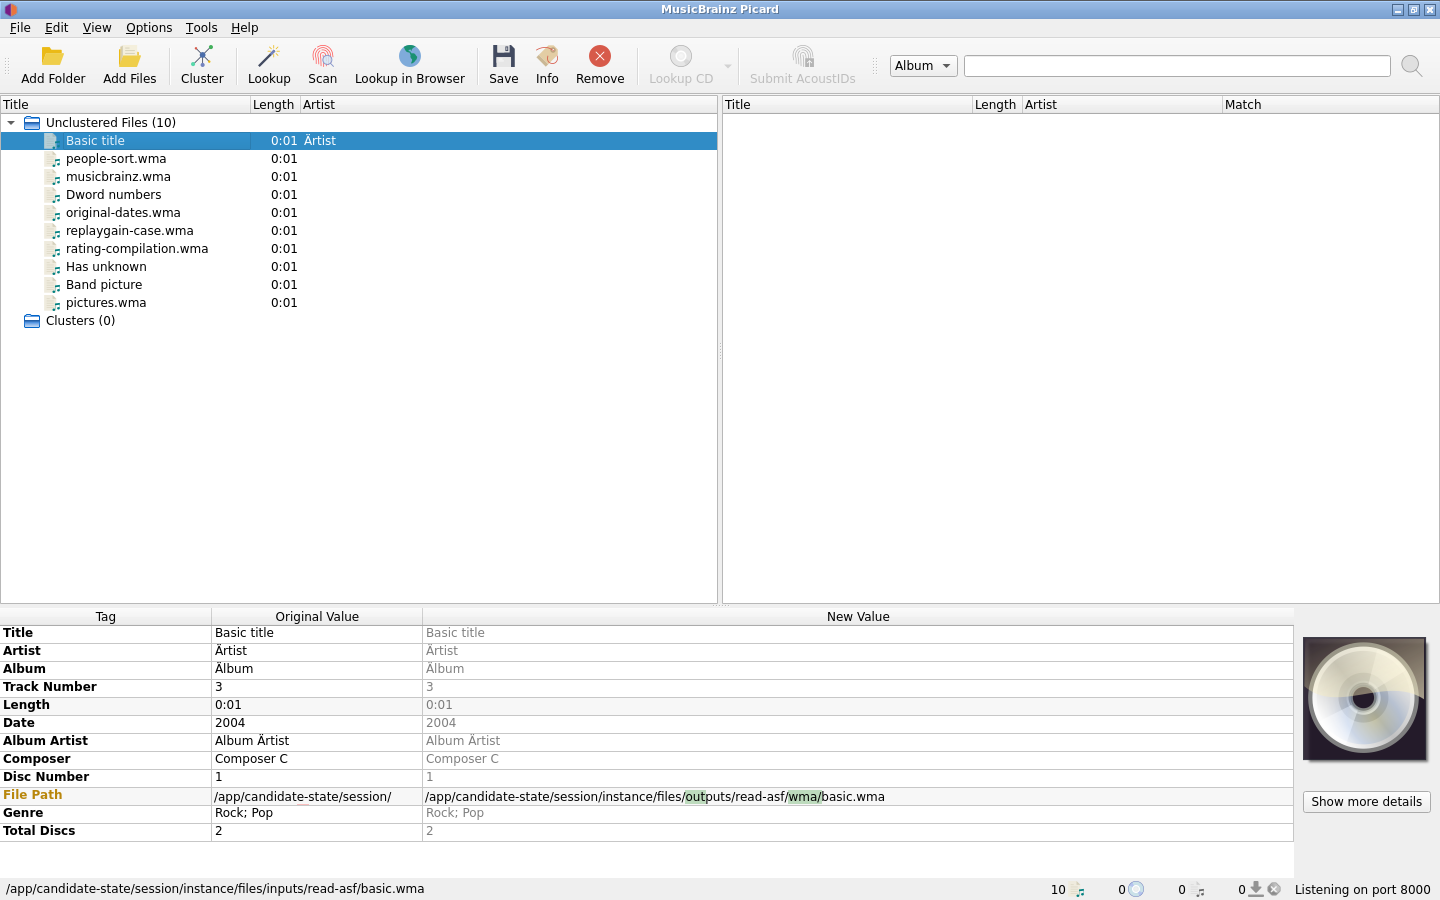 MusicBrainz Picard
File Edit View Options Tools Help
Add Folder Add Files Cluster Lookup Scan Lookup in Browser Save Info Remove Lookup CD Submit AcoustIDs Album
Title Length Artist Title Length Artist Match
Unclustered Files (10)
Basic title 0:01 Ärtist
people-sort.wma 0:01
musicbrainz.wma 0:01
Dword numbers 0:01
original-dates.wma 0:01
replaygain-case.wma 0:01
rating-compilation.wma 0:01
Has unknown 0:01
Band picture 0:01
pictures.wma 0:01
Clusters (0)
Tag Original Value New Value
Title Basic title Basic title
Artist Ärtist Ärtist
Album Älbum Älbum
Track Number 3 3
Length 0:01 0:01
Date 2004 2004
Album Artist Album Ärtist Album Ärtist
Composer Composer C Composer C
Disc Number 1 1
File Path /app/candidate-state/session/ /app/candidate-state/session/instance/files/outputs/read-asf/wma/basic.wma
Genre Rock; Pop Rock; Pop
Total Discs 2 2
Show more details
/app/candidate-state/session/instance/files/inputs/read-asf/basic.wma 10 0 0 0 Listening on port 8000